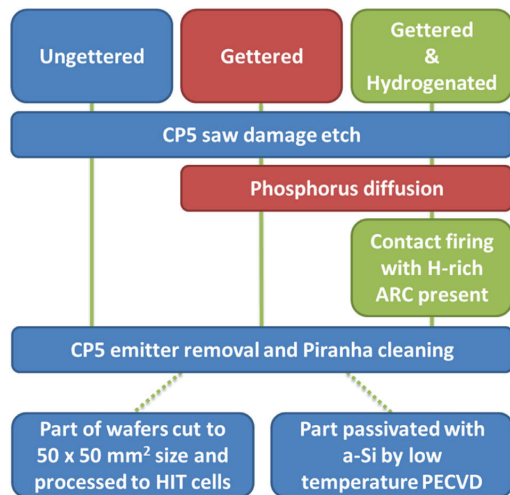 Ungettered
Gettered
Gettered
&
Hydrogenated
CP5 saw damage etch
Phosphorus diffusion
Contact firing
with H-rich
ARC present
CP5 emitter removal and Piranha cleaning
Part of wafers cut to
50 x 50 mm² size and
processed to HIT cells
Part passivated with
a-Si by low
temperature PECVD